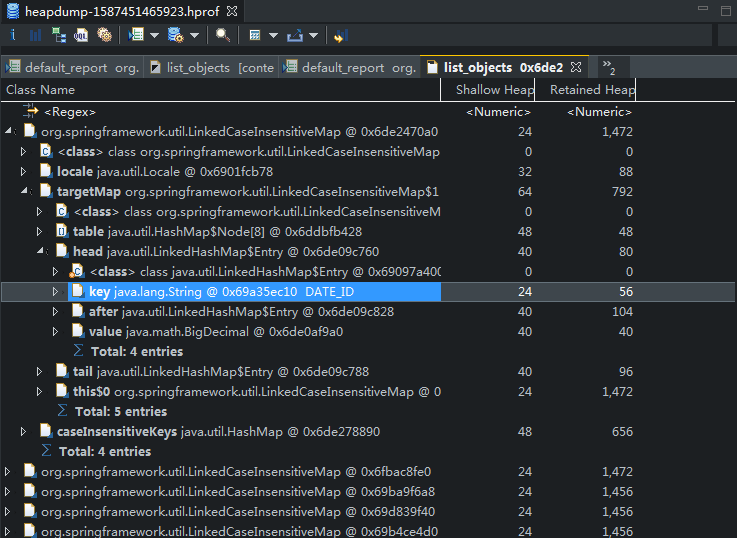 heapdump-1587451465923.hprof
default_report org. list_objects [conte default_report org. list_objects 0x6de2 »2
Class Name Shallow Heap Retained Heap
<Regex> <Numeric> <Numeric>
org.springframework.util.LinkedCaseInsensitiveMap @ 0x6de2470a0 24 1,472
<class> class org.springframework.util.LinkedCaseInsensitiveMap 0 0
locale java.util.Locale @ 0x6901fcb78 32 88
targetMap org.springframework.util.LinkedCaseInsensitiveMap$1 64 792
<class> class org.springframework.util.LinkedCaseInsensitiveM 0 0
table java.util.HashMap$Node[8] @ 0x6ddbfb428 48 48
head java.util.LinkedHashMap$Entry @ 0x6de09c760 40 80
<class> class java.util.LinkedHashMap$Entry @ 0x69097a400 0 0
key java.lang.String @ 0x69a35ec10 DATE_ID 24 56
after java.util.LinkedHashMap$Entry @ 0x6de09c828 40 104
value java.math.BigDecimal @ 0x6de0af9a0 40 40
Σ Total: 4 entries
tail java.util.LinkedHashMap$Entry @ 0x6de09c788 40 96
this$0 org.springframework.util.LinkedCaseInsensitiveMap @ 0 24 1,472
Σ Total: 5 entries
caseInsensitiveKeys java.util.HashMap @ 0x6de278890 48 656
Σ Total: 4 entries
org.springframework.util.LinkedCaseInsensitiveMap @ 0x6fbac8fe0 24 1,472
org.springframework.util.LinkedCaseInsensitiveMap @ 0x69ba9f6a8 24 1,456
org.springframework.util.LinkedCaseInsensitiveMap @ 0x69d839f40 24 1,456
org.springframework.util.LinkedCaseInsensitiveMap @ 0x69b4ce4d0 24 1,456